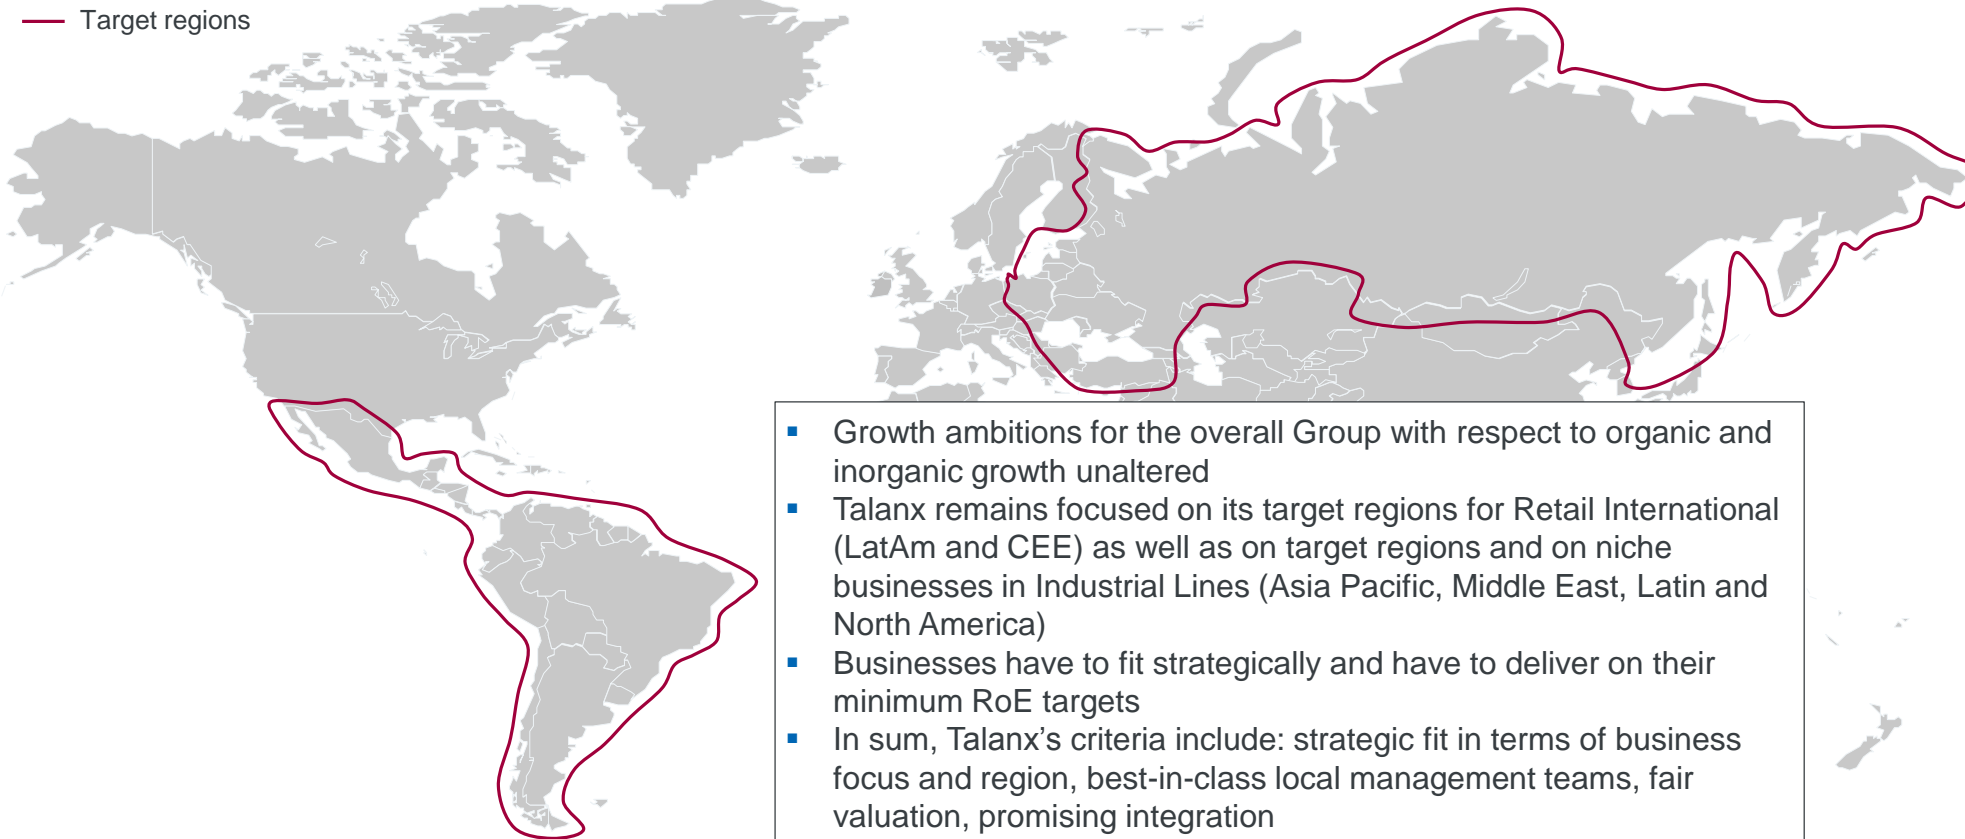 Target regions
▪ Growth ambitions for the overall Group with respect to organic and
inorganic growth unaltered
▪ Talanx remains focused on its target regions for Retail International
(LatAm and CEE) as well as on target regions and on niche
businesses in Industrial Lines (Asia Pacific, Middle East, Latin and
North America)
▪ Businesses have to fit strategically and have to deliver on their
minimum RoE targets
▪ In sum, Talanx’s criteria include: strategic fit in terms of business
focus and region, best-in-class local management teams, fair
valuation, promising integration